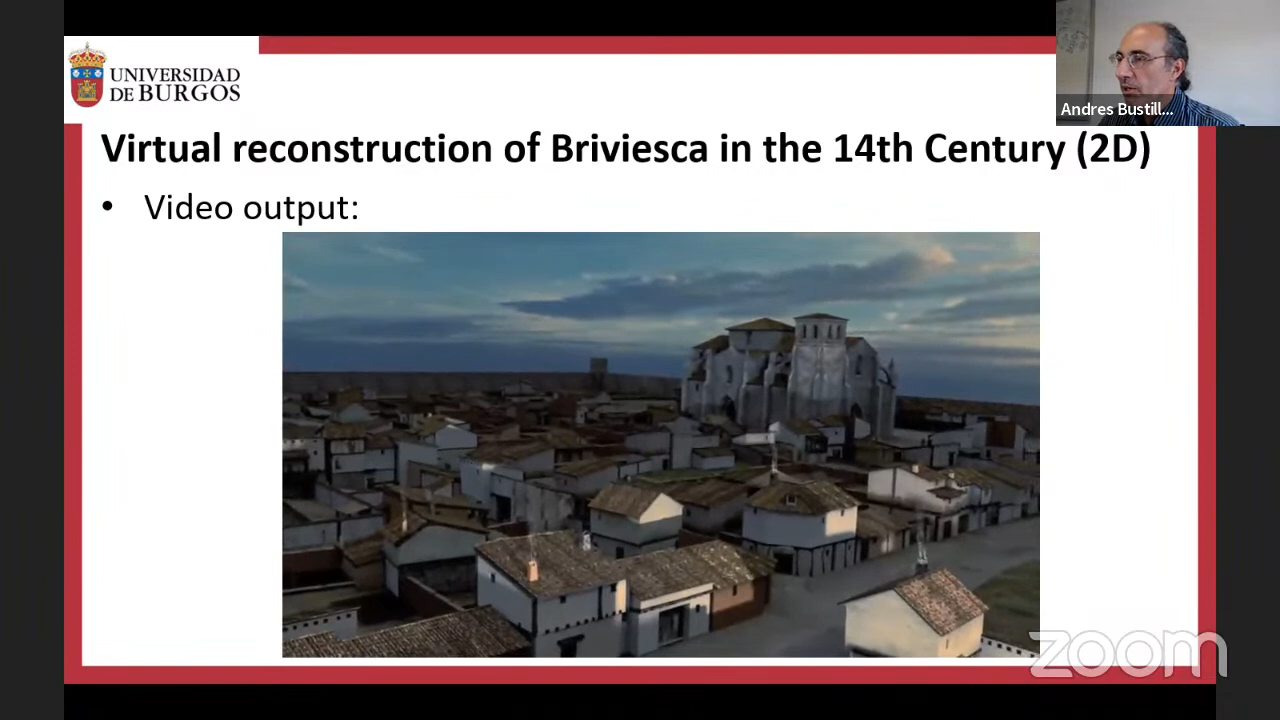 UNIVERSIDAD
DE BURGOS
Andres Bustill...
Virtual reconstruction of Briviesca in the 14th Century (2D)
• Video output:
zoom